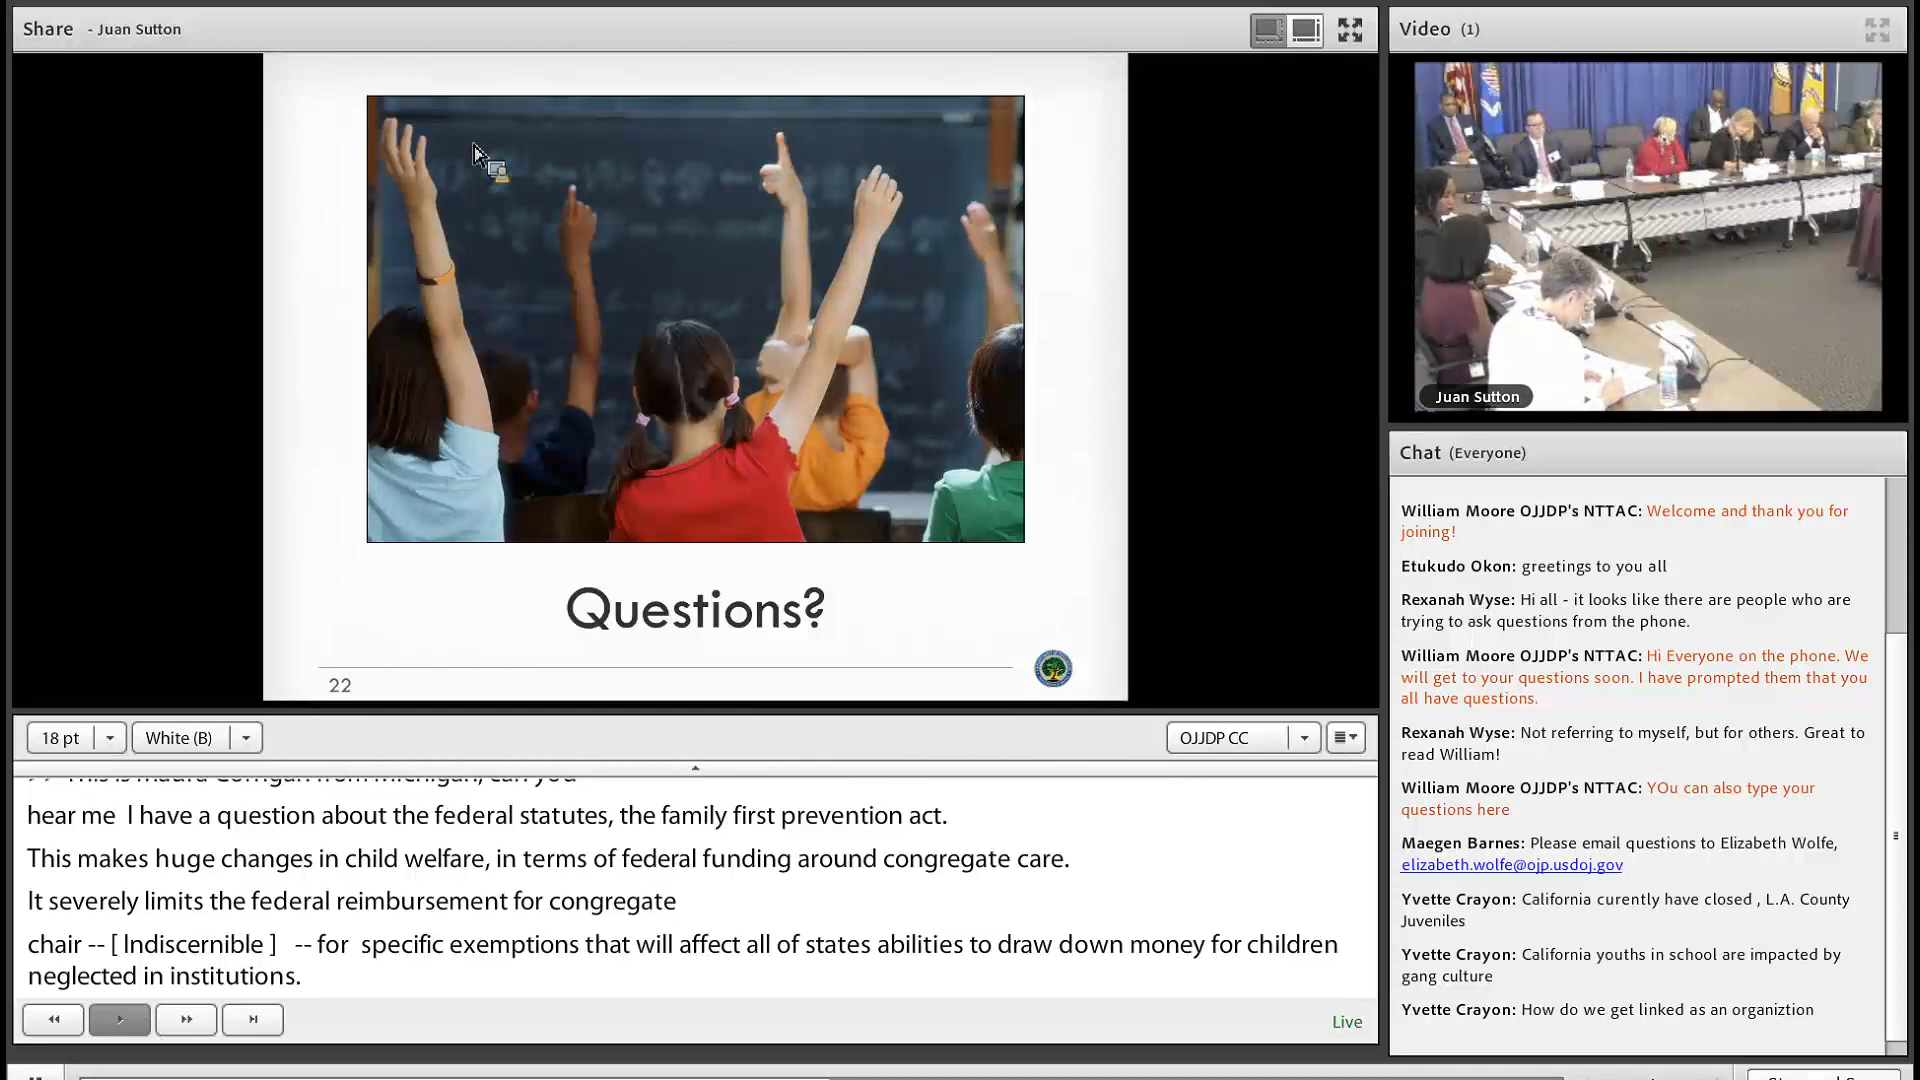 Share - Juan Sutton
Questions?
22
18 pt
White (B)
OJJDP CC
>> This is Maura Corrigan from Michigan, can you
hear me  I have a question about the federal statutes, the family first prevention act.
This makes huge changes in child welfare, in terms of federal funding around congregate care.
It severely limits the federal reimbursement for congregate
chair -- [ Indiscernible ]   -- for  specific exemptions that will affect all of states abilities to draw down money for children
neglected in institutions.
Live
Video (1)
Juan Sutton
Chat (Everyone)
William Moore OJJDP's NTTAC: Welcome and thank you for
joining!
Etukudo Okon: greetings to you all
Rexanah Wyse: Hi all - it looks like there are people who are
trying to ask questions from the phone.
William Moore OJJDP's NTTAC: Hi Everyone on the phone. We
will get to your questions soon. I have prompted them that you
all have questions.
Rexanah Wyse: Not referring to myself, but for others. Great to
read William!
William Moore OJJDP's NTTAC: YOu can also type your
questions here
Maegen Barnes: Please email questions to Elizabeth Wolfe,
elizabeth.wolfe@ojp.usdoj.gov
Yvette Crayon: California curently have closed , L.A. County
Juveniles
Yvette Crayon: California youths in school are impacted by
gang culture
Yvette Crayon: How do we get linked as an organiztion